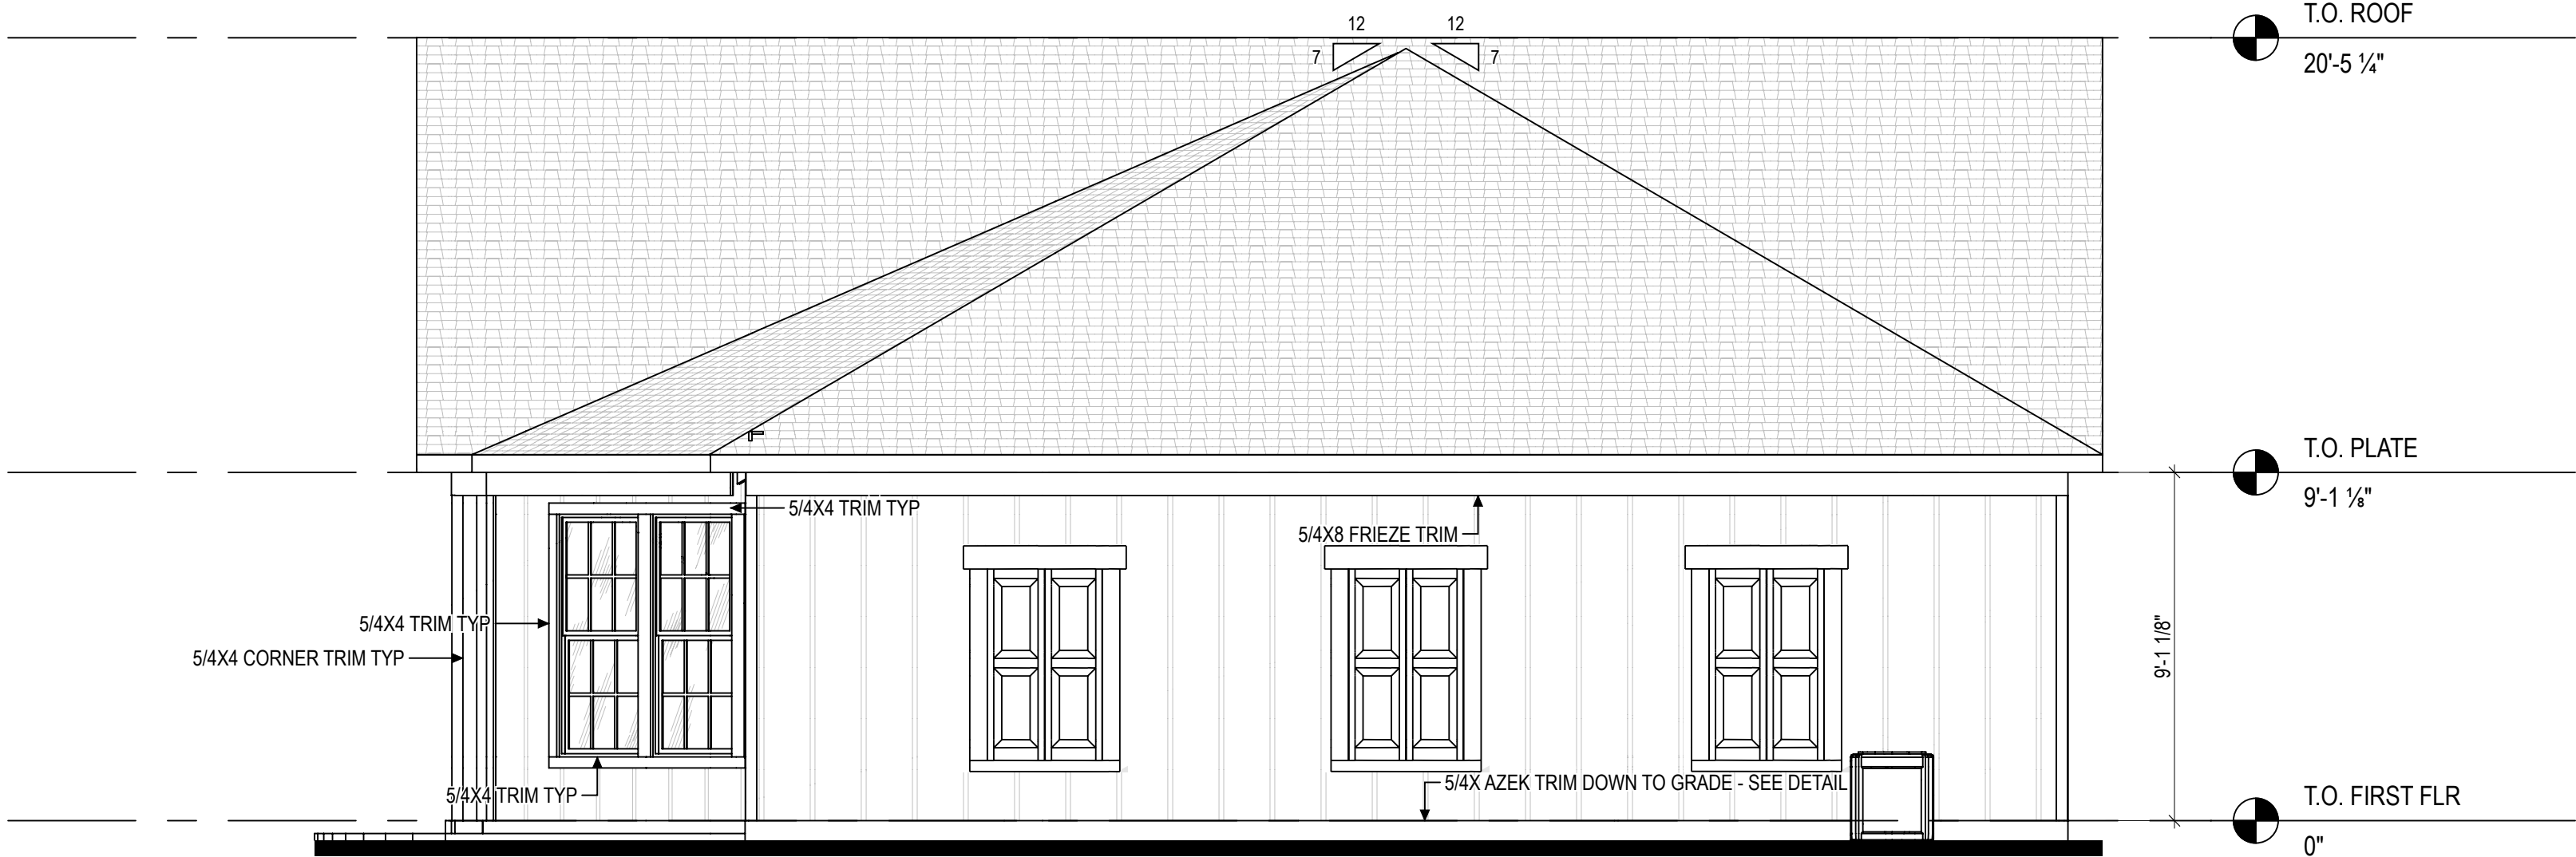 T.O. ROOF
20'-5 ¼"
12
12
7
7
T.O. PLATE
9'-1 ⅛"
5/4X4 TRIM TYP
5/4X8 FRIEZE TRIM
5/4X4 TRIM TYP
5/4X4 CORNER TRIM TYP
9'-1 1/8"
5/4X AZEK TRIM DOWN TO GRADE - SEE DETAIL
5/4X4 TRIM TYP
T.O. FIRST FLR
0"